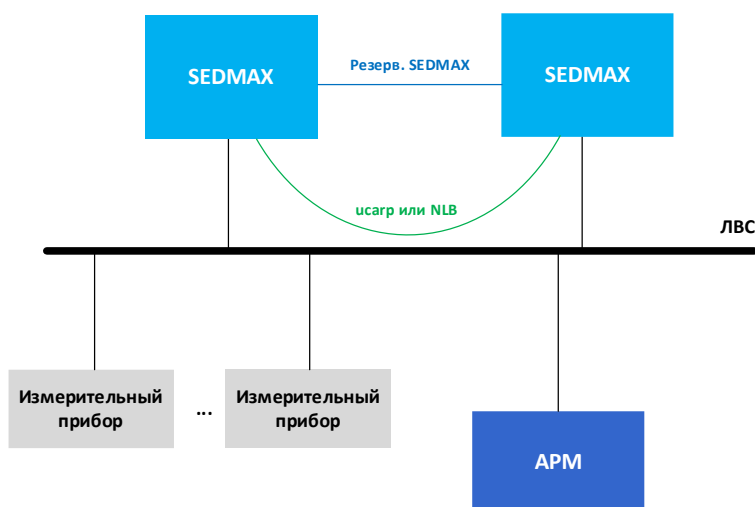 SEDMAX
Резерв. SEDMAX
SEDMAX
ucarp или NLB
ЛВС
Измерительный
прибор
...
Измерительный
прибор
АРМ